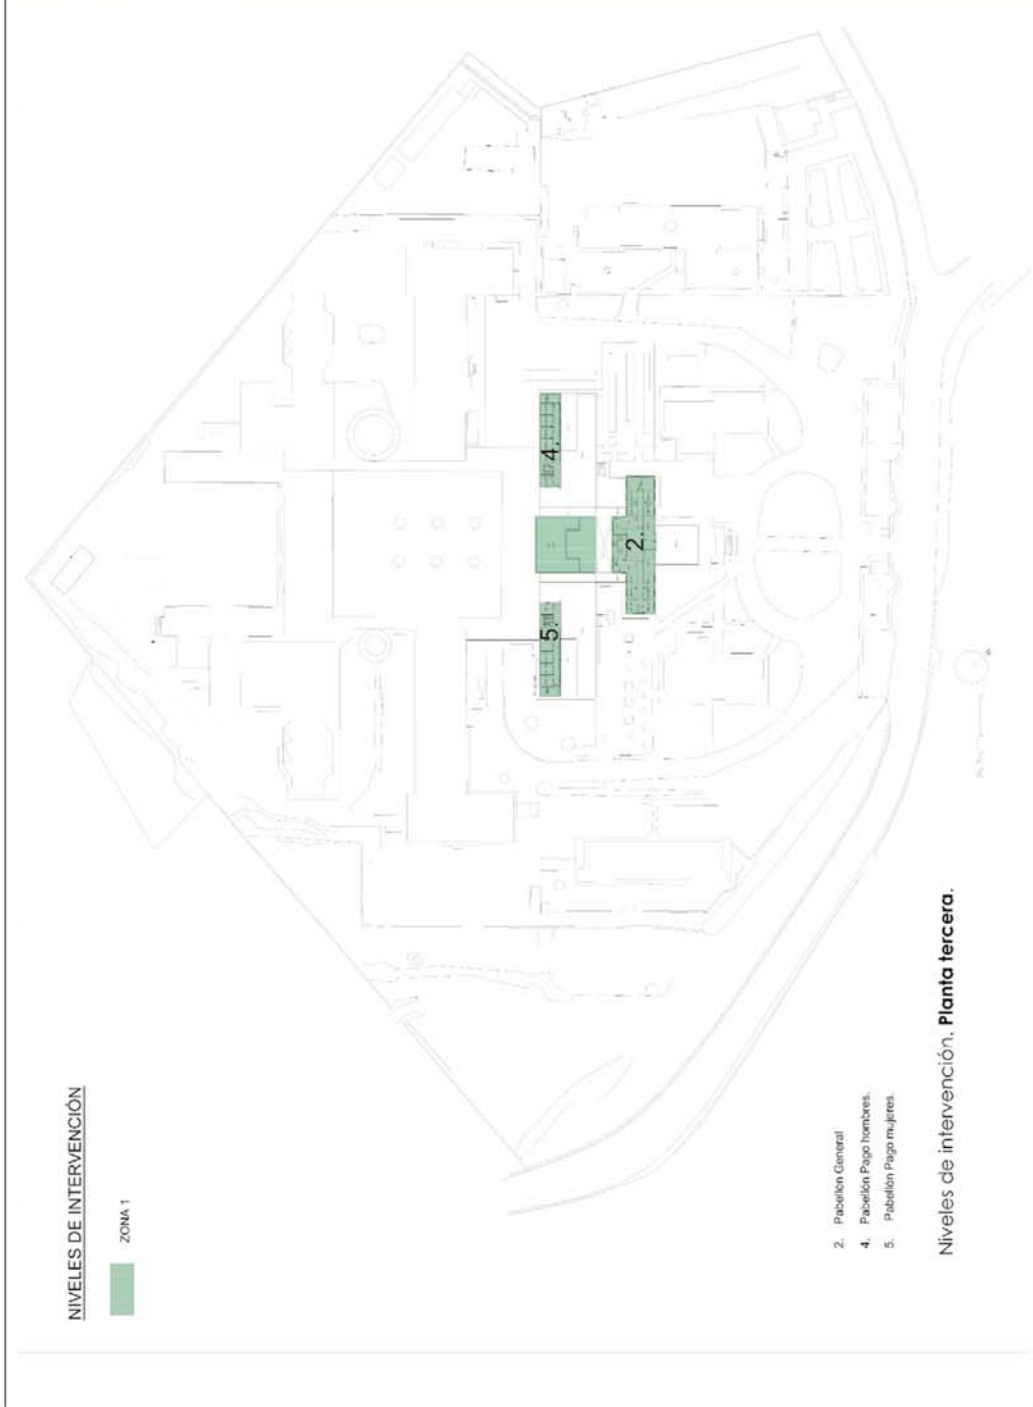 NIVELES DE INTERVENCIÓN
ZONA 1
4.
2.
5.
2. Pabellón General
4. Pabellón Pago hombres.
5. Pabellón Pago mujeres.
Niveles de intervención. Planta tercera.